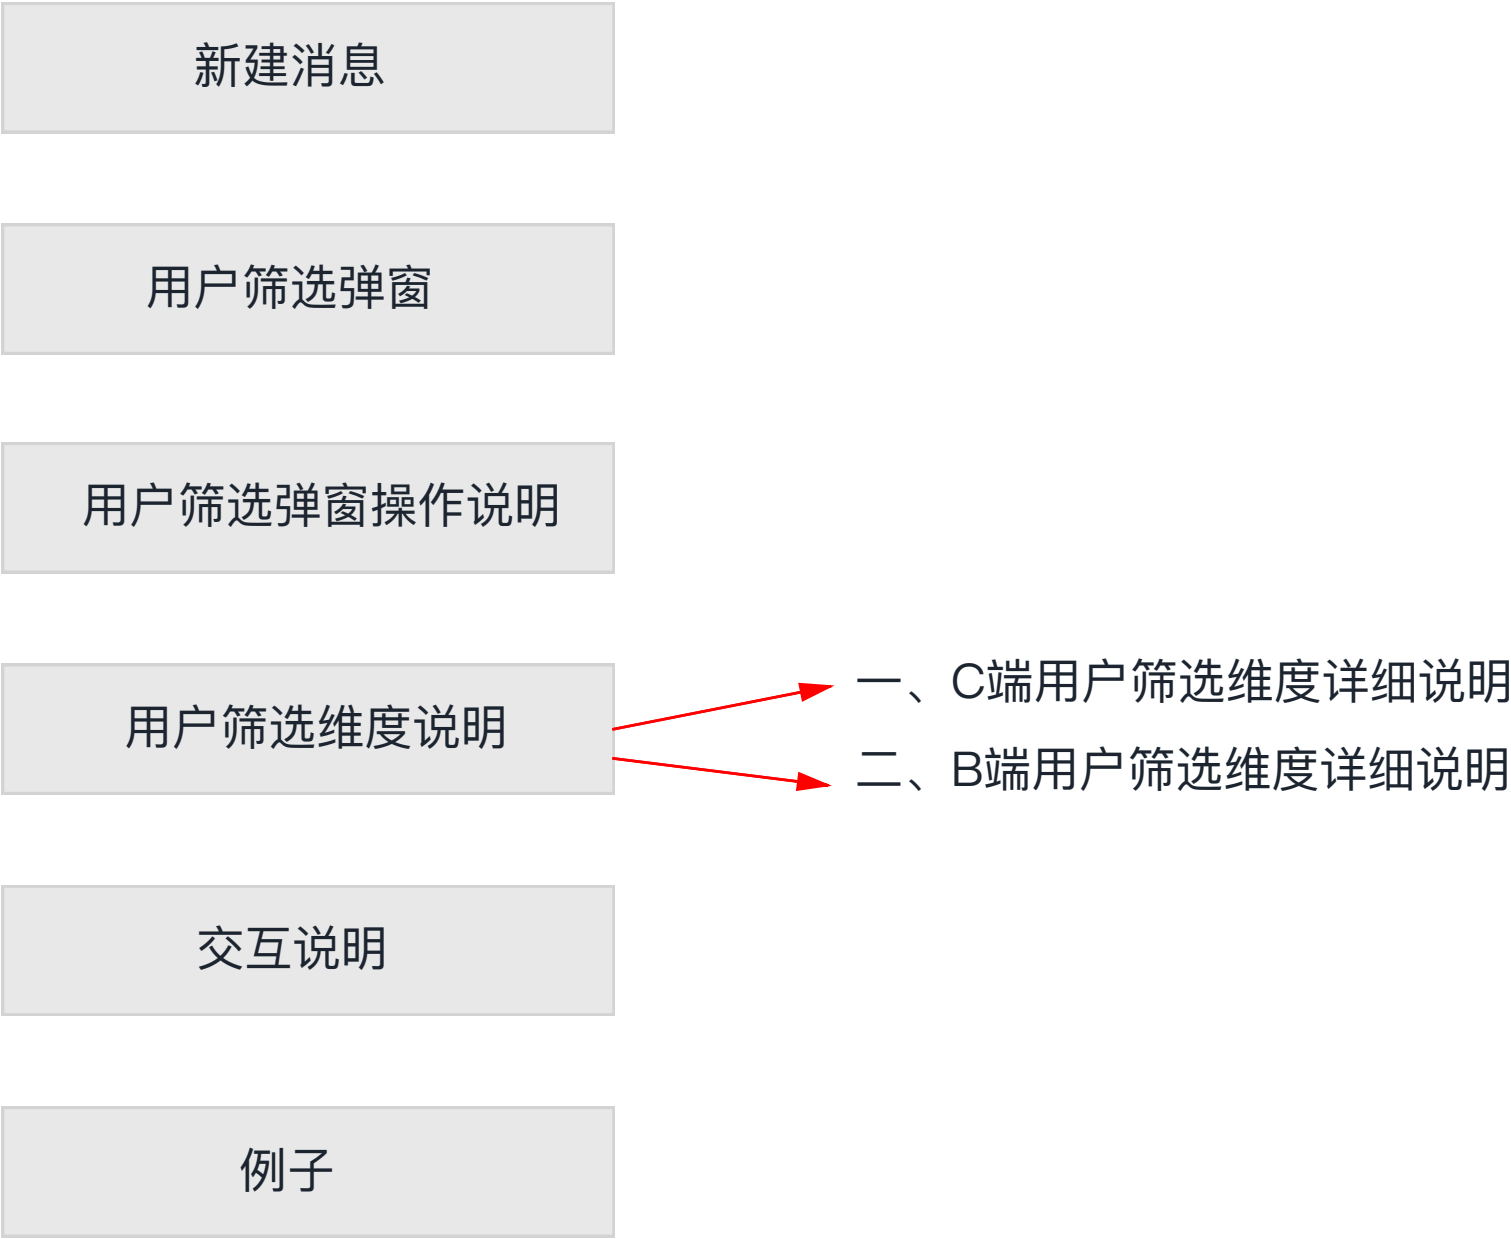 新建消息
用户筛选弹窗
用户筛选弹窗操作说明
用户筛选维度说明
一、C端用户筛选维度详细说明
二、B端用户筛选维度详细说明
交互说明
例子